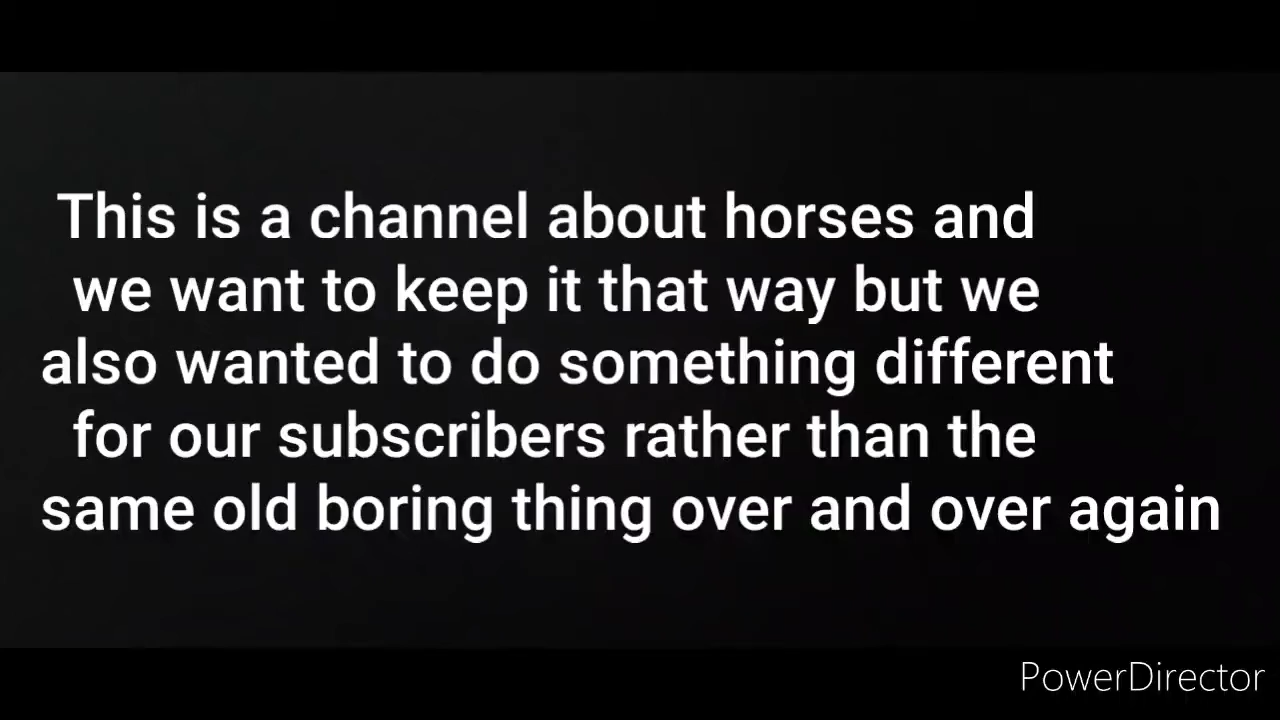 This is a channel about horses and
we want to keep it that way but we
also wanted to do something different
for our subscribers rather than the
same old boring thing over and over again
PowerDirector